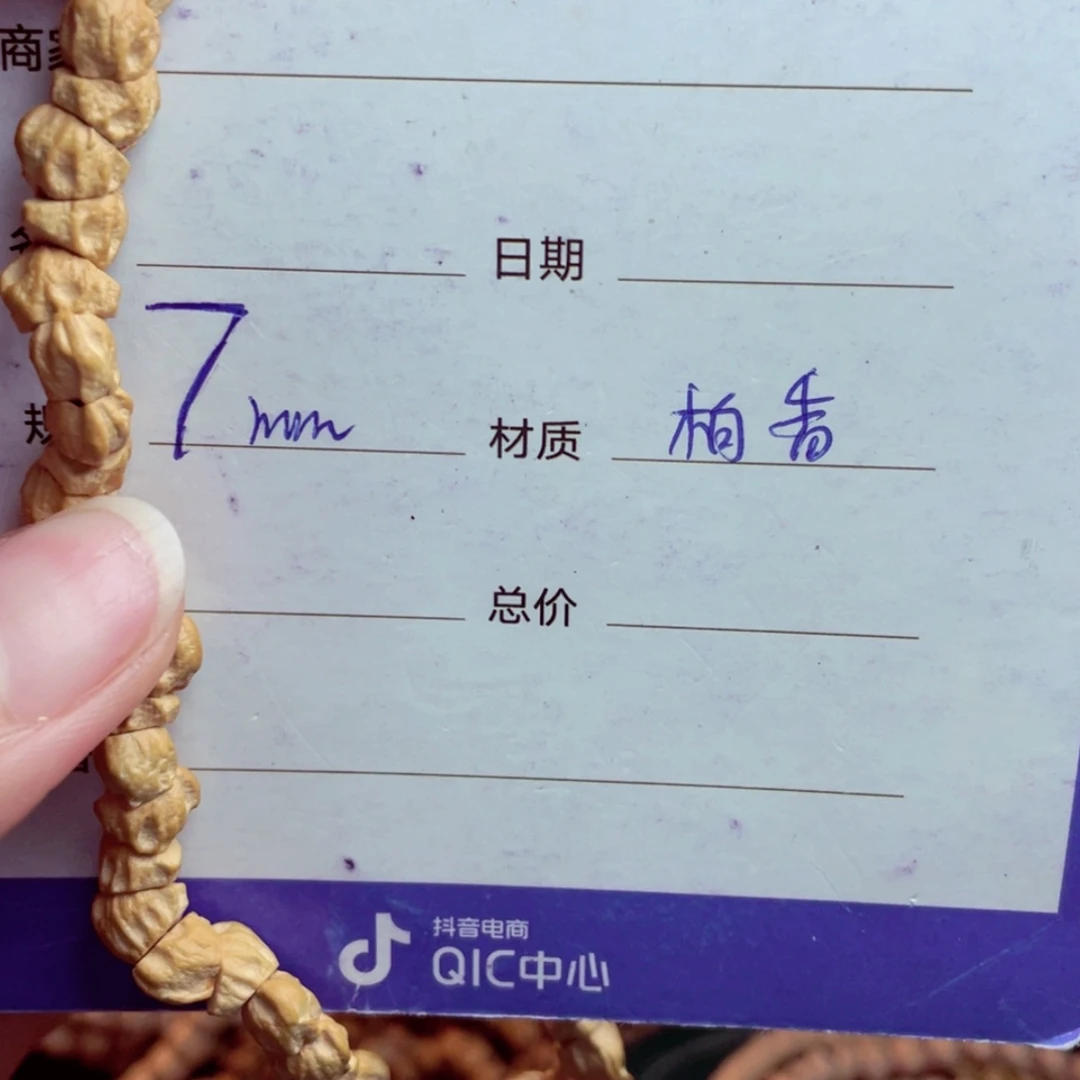 商家
日期
7mm 材质 柏香
总价
抖音电商
QIC中心